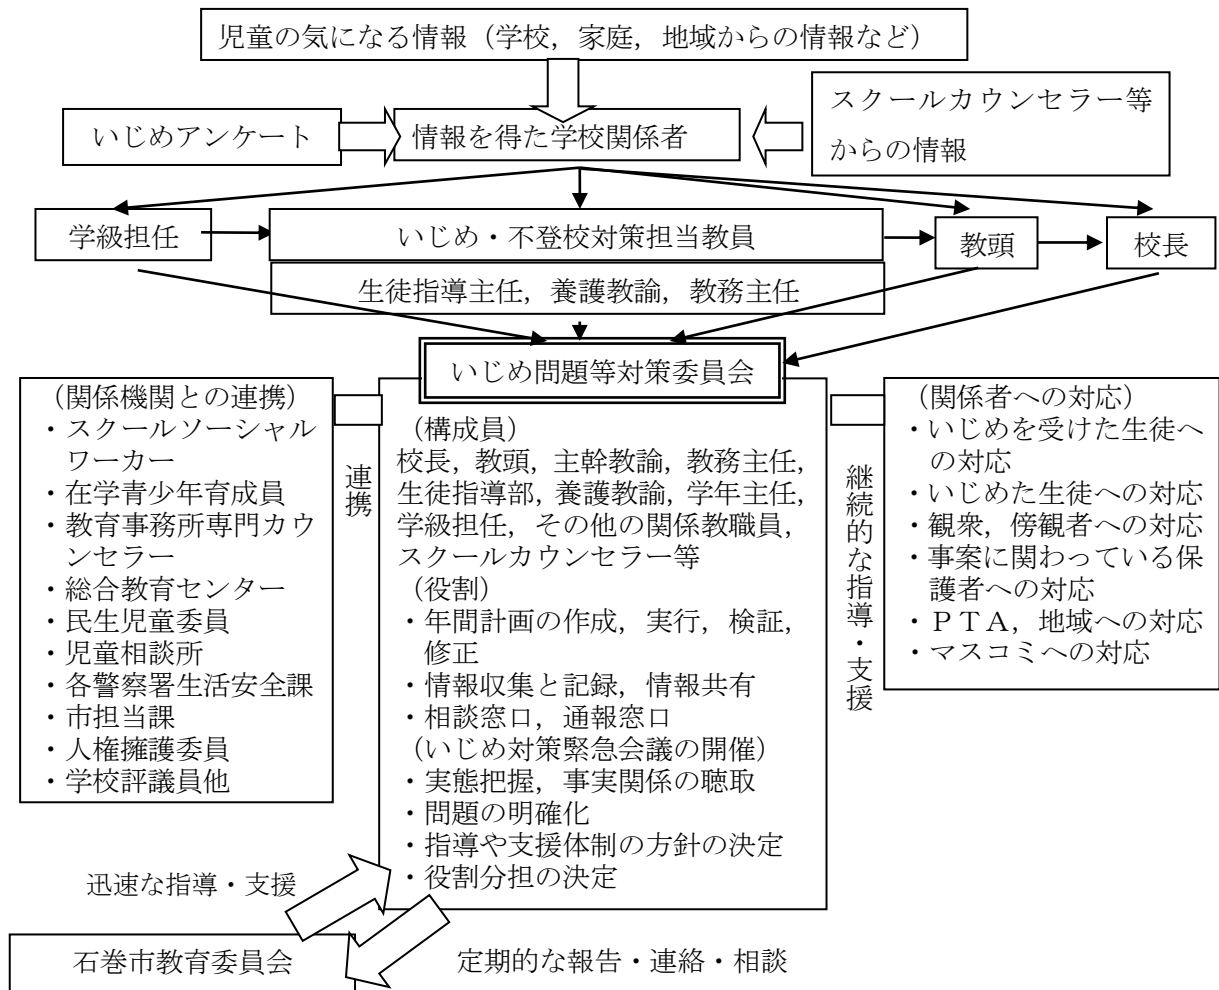 児童の気になる情報(学校，家庭，地域からの情報など)
スクールカウンセラー等
からの情報
いじめアンケート
情報を得た学校関係者
学級担任
いじめ・不登校対策担当教員
教頭
校長
生徒指導主任，養護教諭，教務主任
いじめ問題等対策委員会
(関係機関との連携)
・スクールソーシャル
ワーカー
・在学青少年育成員
・教育事務所専門カウ
ンセラー
・総合教育センター
・民生児童委員
・児童相談所
・各警察署生活安全課
・市担当課
・人権擁護委員
・学校評議員他
連携
(構成員)
校長，教頭，主幹教諭，教務主任，
生徒指導部，養護教諭，学年主任，
学級担任，その他の関係教職員，
スクールカウンセラー等
(役割)
・年間計画の作成，実行，検証，
修正
・情報収集と記録，情報共有
・相談窓口，通報窓口
(いじめ対策緊急会議の開催)
・実態把握，事実関係の聴取
・問題の明確化
・指導や支援体制の方針の決定
・役割分担の決定
継続的な指導・支援
(関係者への対応)
・いじめを受けた生徒へ
の対応
・いじめた生徒への対応
・観衆，傍観者への対応
・事案に関わっている保
護者への対応
・ＰＴＡ，地域への対応
・マスコミへの対応
迅速な指導・支援
石巻市教育委員会
定期的な報告・連絡・相談